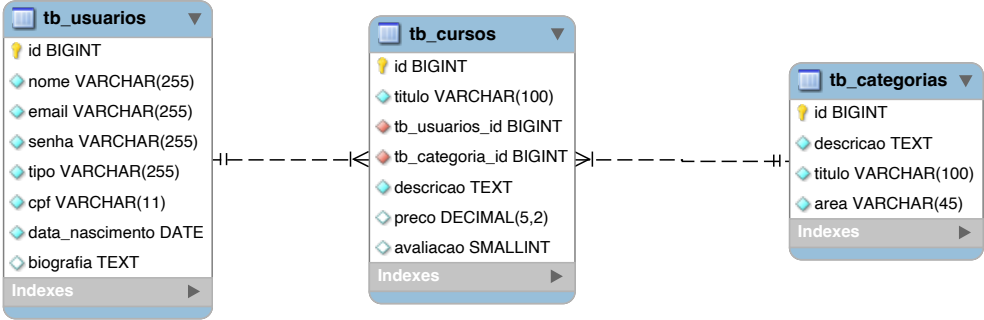 tb_usuarios
id BIGINT
nome VARCHAR(255)
email VARCHAR(255)
senha VARCHAR(255)
tipo VARCHAR(255)
cpf VARCHAR(11)
data_nascimento DATE
biografia TEXT
Indexes
tb_cursos
id BIGINT
titulo VARCHAR(100)
tb_usuarios_id BIGINT
tb_categoria_id BIGINT
descricao TEXT
preco DECIMAL(5,2)
avaliacao SMALLINT
Indexes
tb_categorias
id BIGINT
descricao TEXT
titulo VARCHAR(100)
area VARCHAR(45)
Indexes